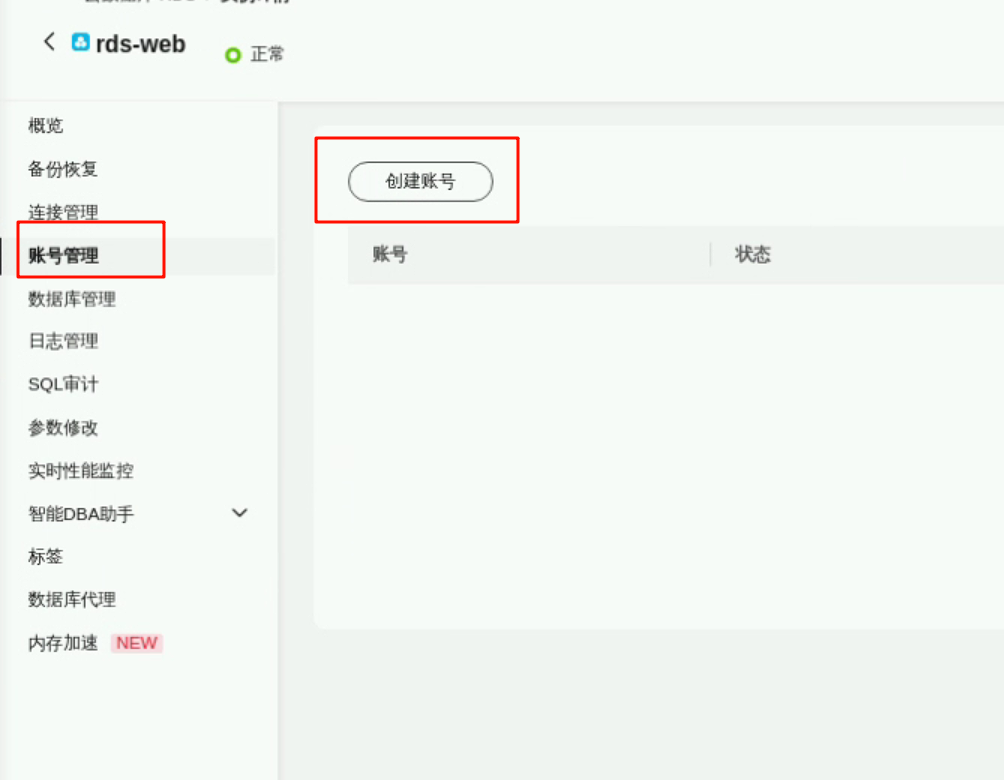 rds-web
正常
概览
备份恢复
连接管理
账号管理
数据库管理
日志管理
SQL审计
参数修改
实时性能监控
智能DBA助手
标签
数据库代理
内存加速 NEW
创建账号
账号 状态